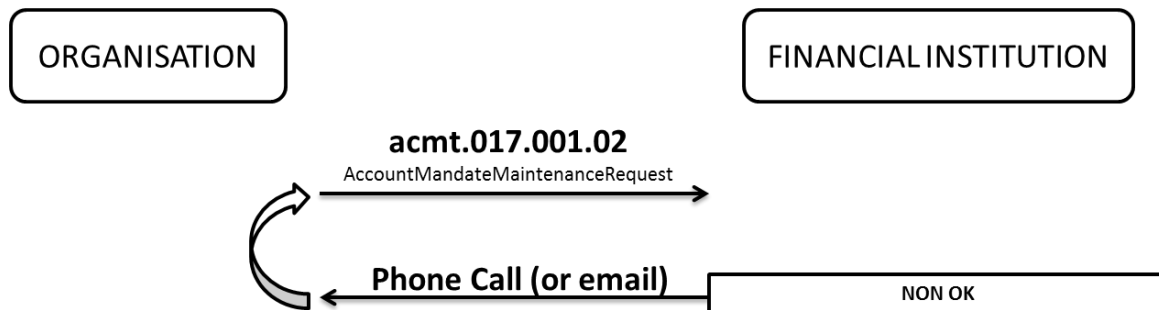 ORGANISATION
FINANCIAL INSTITUTION
acmt.017.001.02
AccountMandateMaintenanceRequest
Phone Call (or email)
NON OK